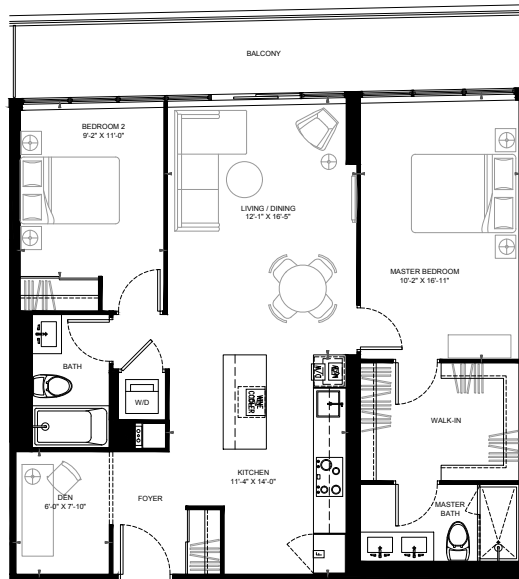 BALCONY
BEDROOM 2
9'-2" X 11'-0"
LIVING / DINING
12'-1" X 16'-5"
MASTER BEDROOM
10'-2" X 16'-11"
BATH
W/D
WINE
COOLER
W/O
WALK-IN
KITCHEN
11'-4" X 14'-0"
DEN
6'-0" X 7'-10"
FOYER
MASTER
BATH